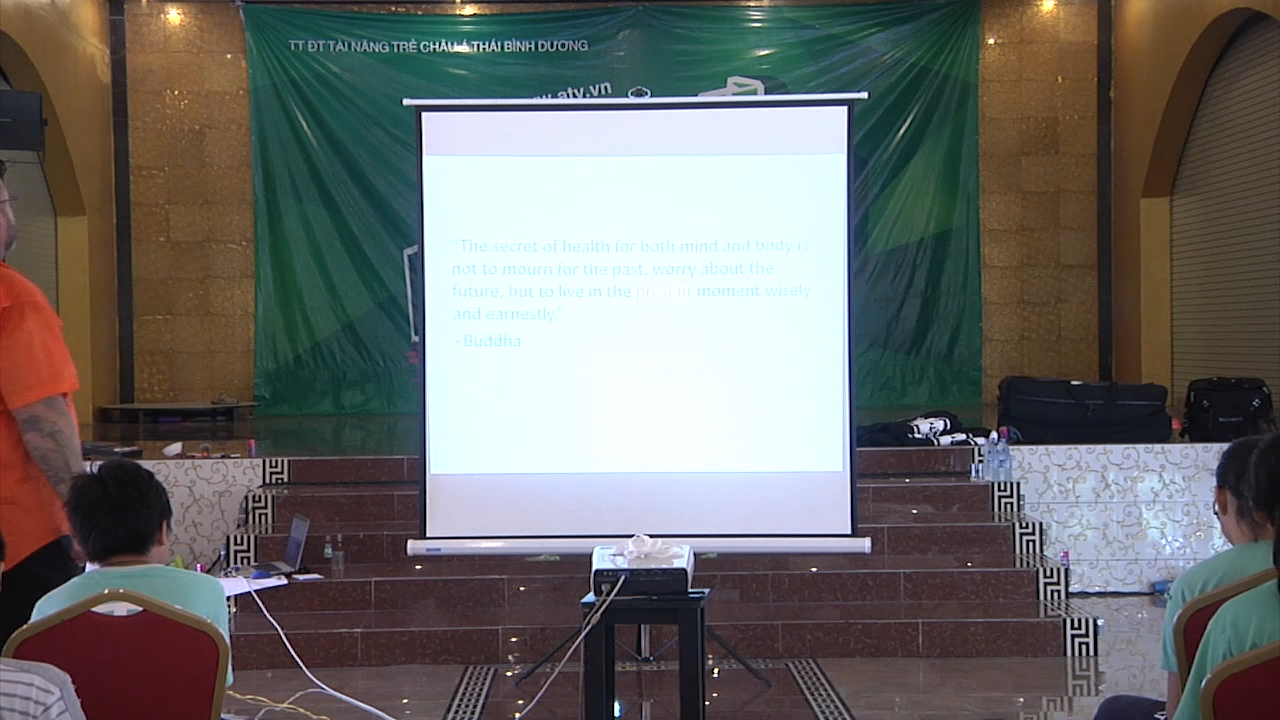 TT ĐT TÀI NĂNG TRẺ CHÂU Á THÁI BÌNH DƯƠNG
w.atv.vn
“The secret of health for both mind and body is
not to mourn for the past, worry about the
future, but to live in the present moment wisely
and earnestly.”
- Buddha